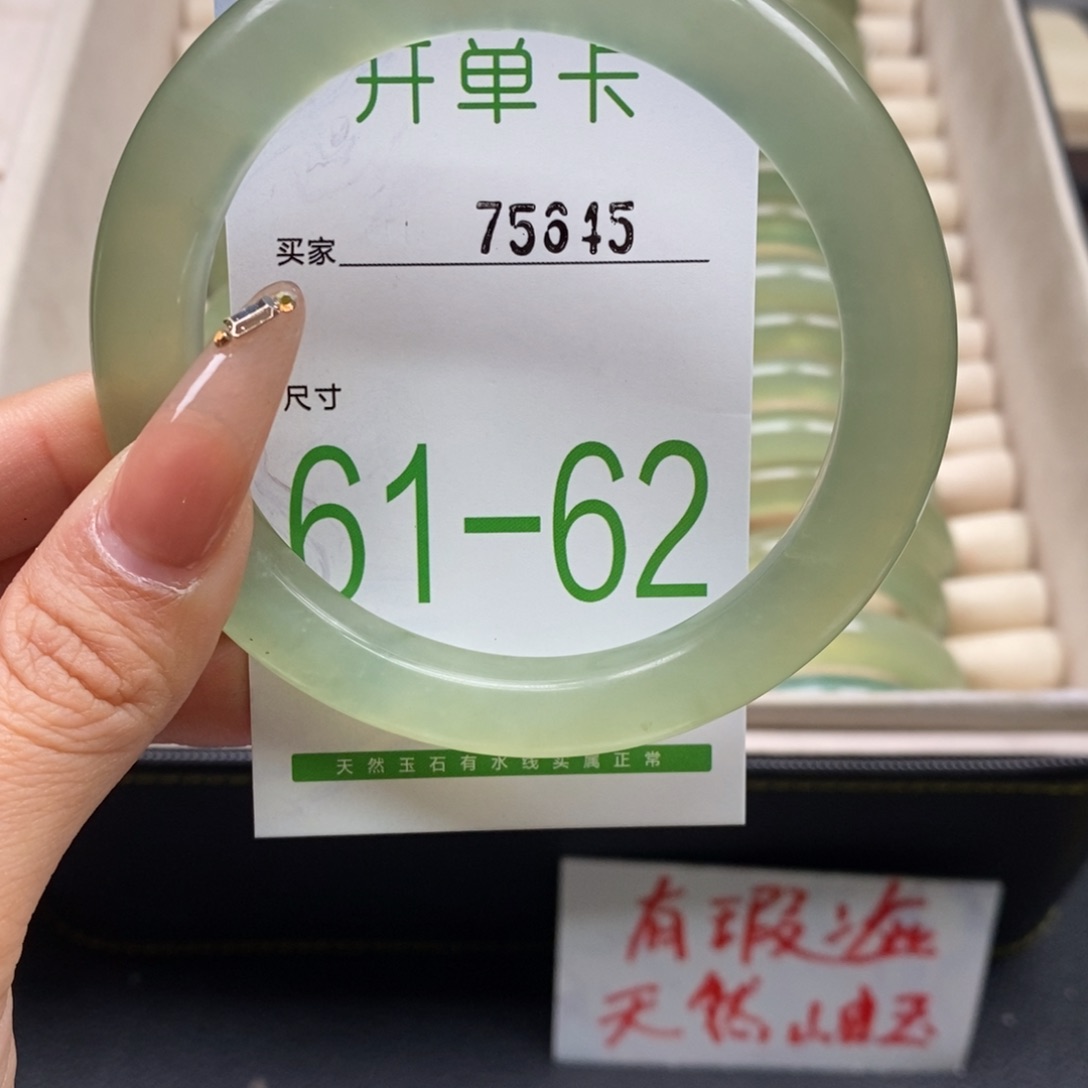 开单卡
买家 75645
尺寸
61-62
天然玉石有水线实属正常
有瑕疵
天然岫玉